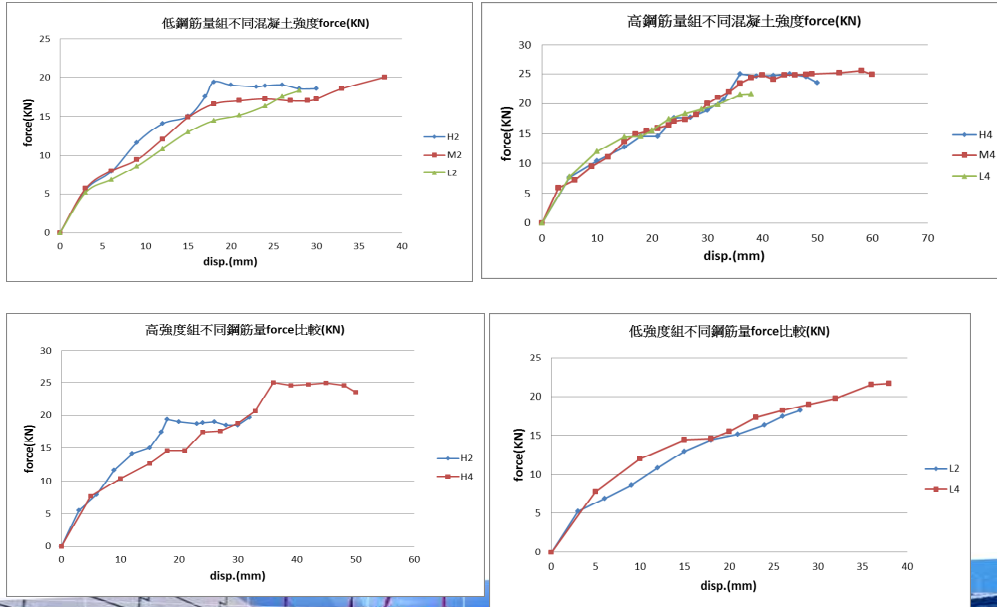 低鋼筋量組不同混凝土強度force(KN)
force(KN)
25
20
15
10
5
0
0 5 10 15 20 25 30 35 40
disp.(mm)
H2
M2
L2
高鋼筋量組不同混凝土強度force(KN)
force(KN)
30
25
20
15
10
5
0
0 10 20 30 40 50 60 70
disp.(mm)
H4
M4
L4
高強度組不同鋼筋量force比較(KN)
force(KN)
30
25
20
15
10
5
0
0 10 20 30 40 50 60
disp.(mm)
H2
H4
低強度組不同鋼筋量force比較(KN)
force(KN)
25
20
15
10
5
0
0 5 10 15 20 25 30 35 40
disp.(mm)
L2
L4